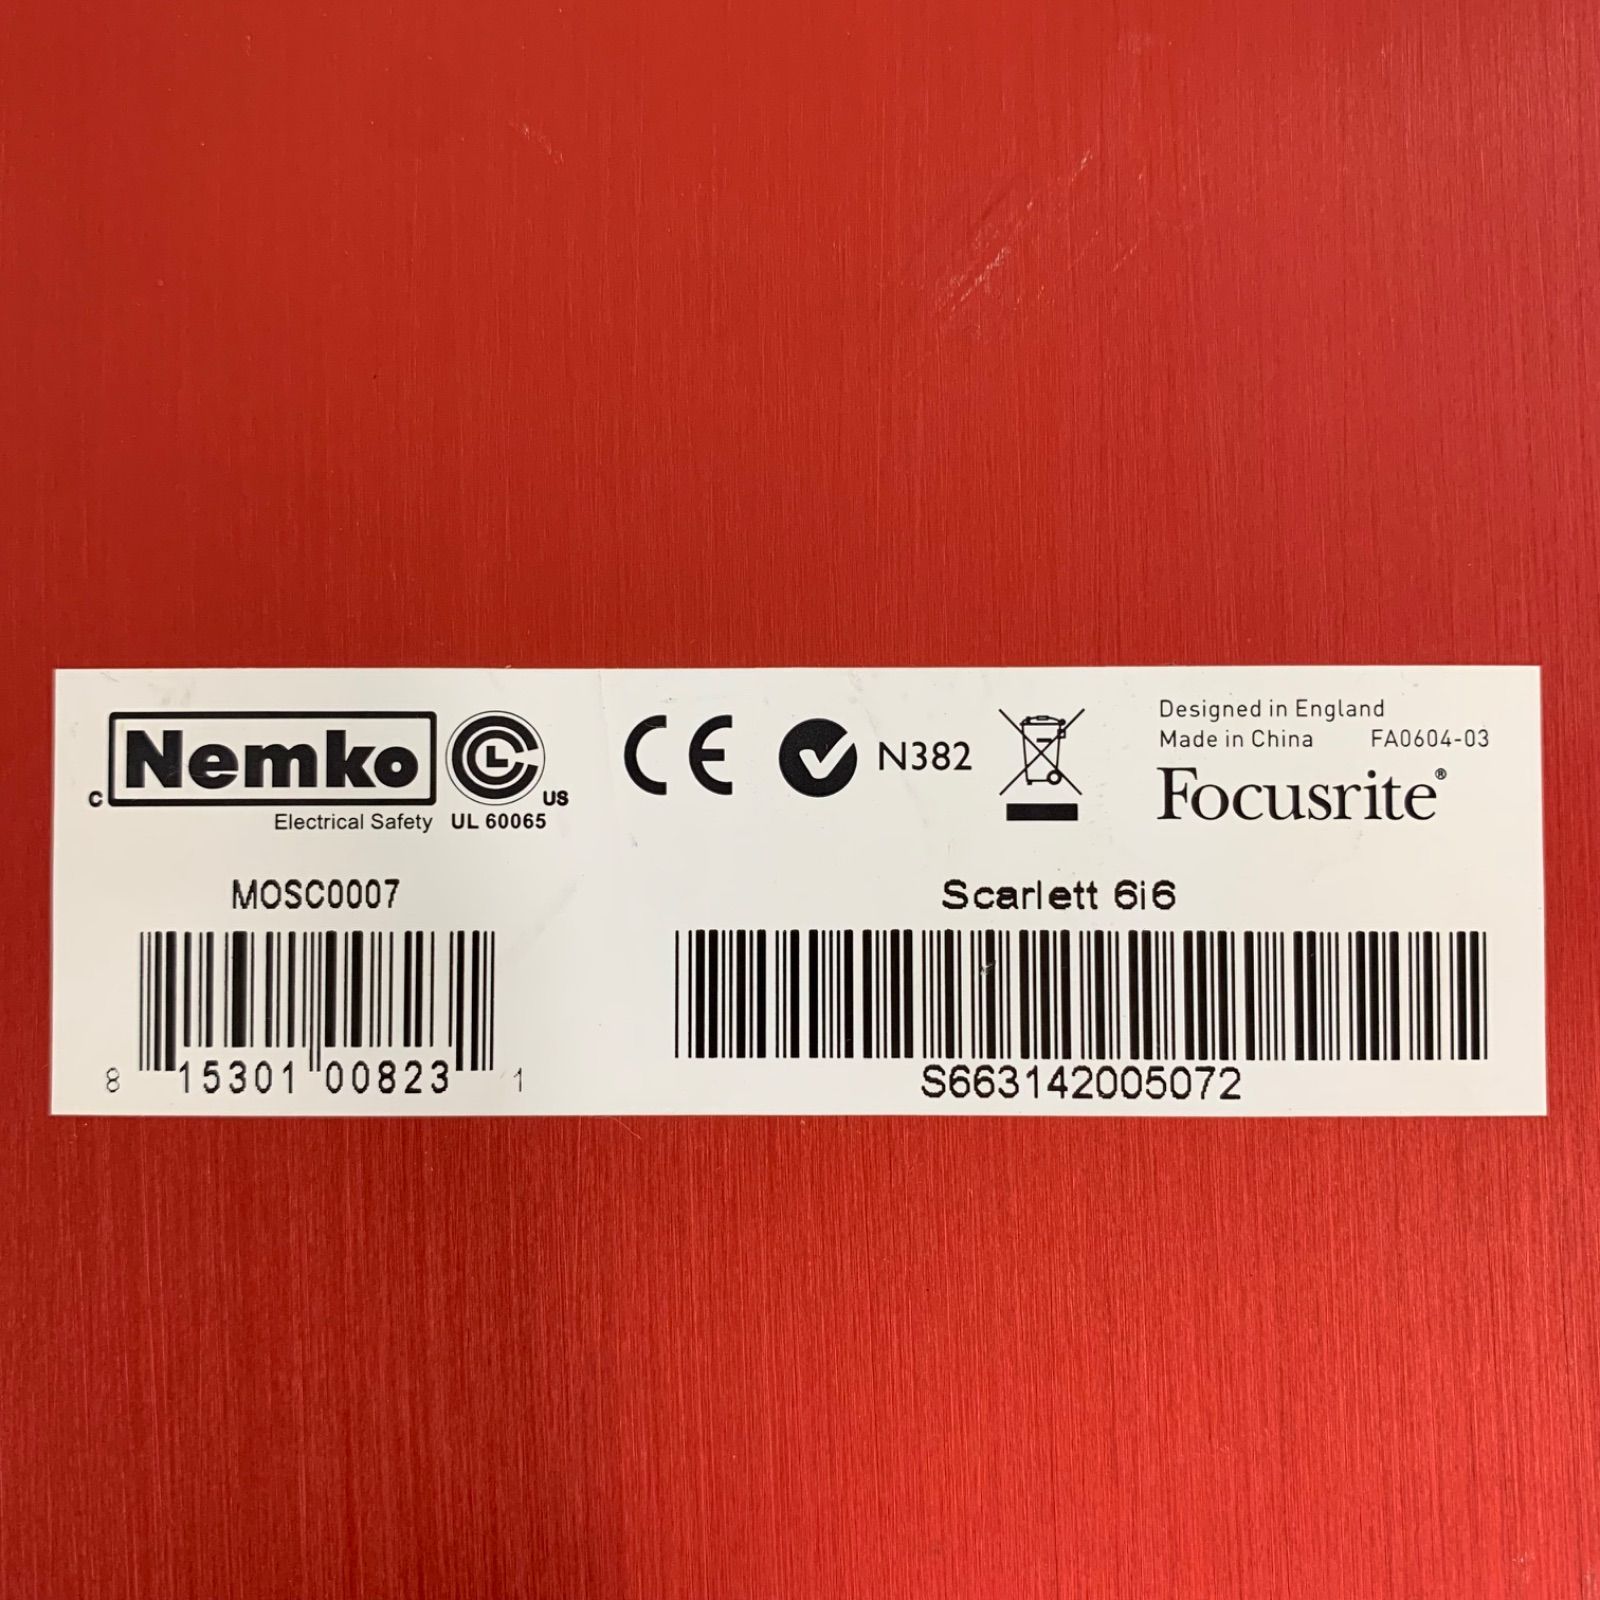 Nemko
c
US
Electrical Safety UL 60065
CE
N382
Designed in England
Made in China FA0604-03
Focusrite®
MOSC0007
Scarlett 6i6
8 15301 00823 1
S663142005072